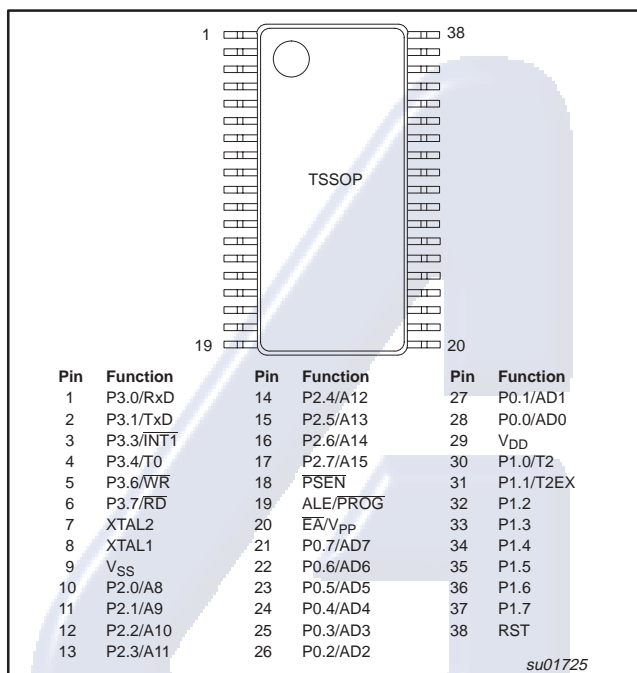 1 38
TSSOP
19 20
Pin Function Pin Function Pin Function
1 P3.0/RxD 14 P2.4/A12 27 P0.1/AD1
2 P3.1/TxD 15 P2.5/A13 28 P0.0/AD0
3 P3.3/INT1 16 P2.6/A14 29 VDD
4 P3.4/T0 17 P2.7/A15 30 P1.0/T2
5 P3.6/WR 18 PSEN 31 P1.1/T2EX
6 P3.7/RD 19 ALE/PROG 32 P1.2
7 XTAL2 20 EA/VPP 33 P1.3
8 XTAL1 21 P0.7/AD7 34 P1.4
9 VSS 22 P0.6/AD6 35 P1.5
10 P2.0/A8 23 P0.5/AD5 36 P1.6
11 P2.1/A9 24 P0.4/AD4 37 P1.7
12 P2.2/A10 25 P0.3/AD3 38 RST
13 P2.3/A11 26 P0.2/AD2
su01725